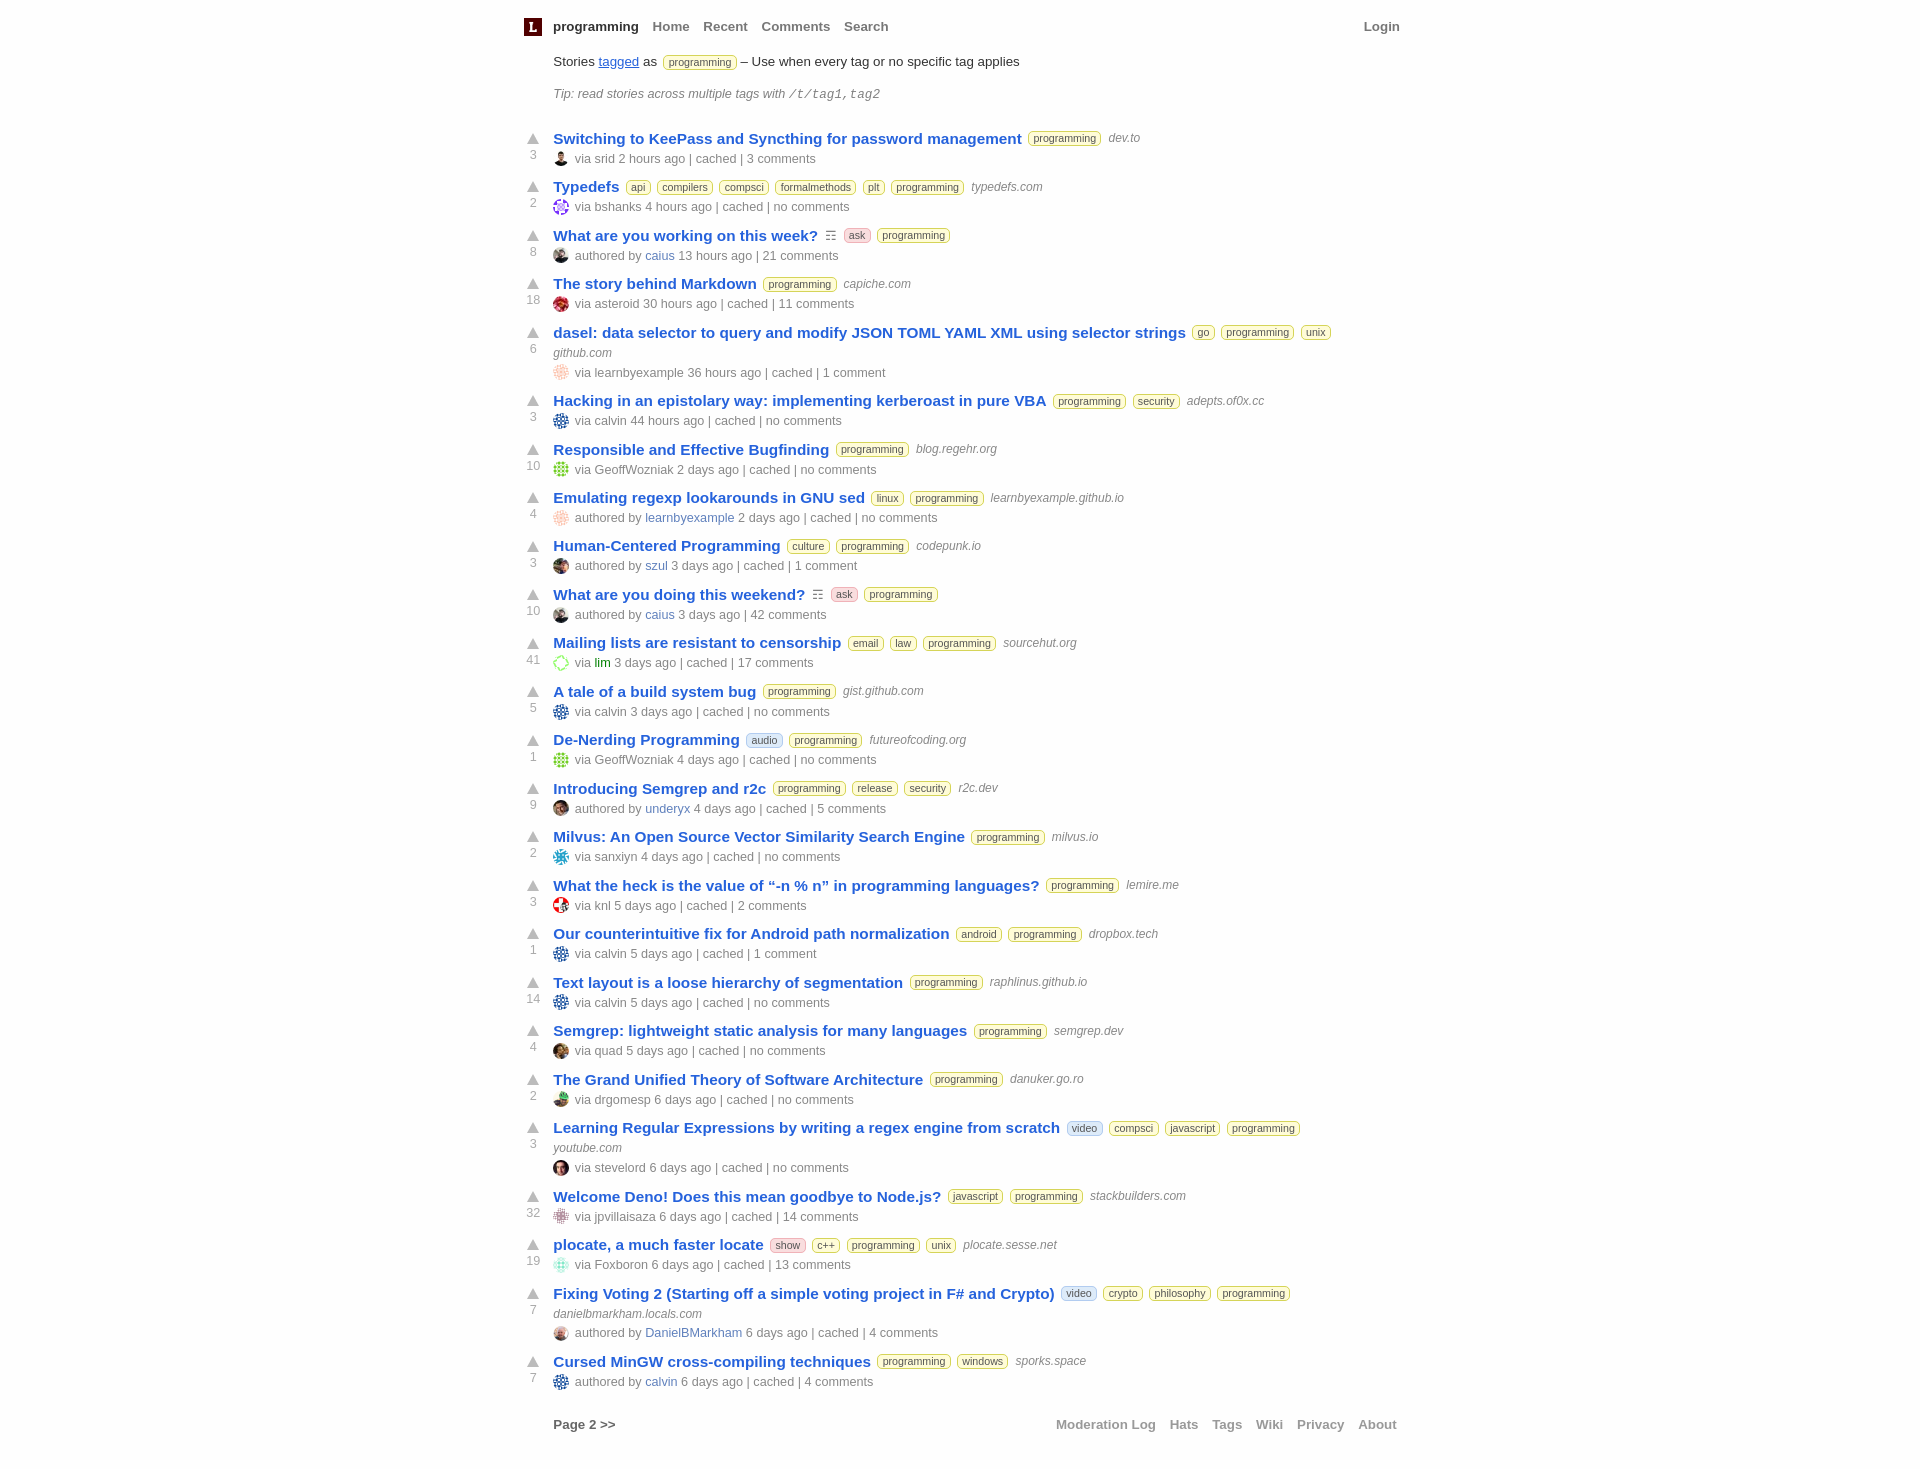 L programming Home Recent Comments Search Login
Stories tagged as programming – Use when every tag or no specific tag applies
Tip: read stories across multiple tags with /t/tag1,tag2
Switching to KeePass and Syncthing for password management programming dev.to
3 via srid 2 hours ago | cached | 3 comments
Typedefs api compilers compsci formalmethods plt programming typedefs.com
2 via bshanks 4 hours ago | cached | no comments
What are you working on this week? ☶ ask programming
8 authored by caius 13 hours ago | 21 comments
The story behind Markdown programming capiche.com
18 via asteroid 30 hours ago | cached | 11 comments
dasel: data selector to query and modify JSON TOML YAML XML using selector strings go programming unix
6 github.com
via learnbyexample 36 hours ago | cached | 1 comment
Hacking in an epistolary way: implementing kerberoast in pure VBA programming security adepts.of0x.cc
3 via calvin 44 hours ago | cached | no comments
Responsible and Effective Bugfinding programming blog.regehr.org
10 via GeoffWozniak 2 days ago | cached | no comments
Emulating regexp lookarounds in GNU sed linux programming learnbyexample.github.io
4 authored by learnbyexample 2 days ago | cached | no comments
Human-Centered Programming culture programming codepunk.io
3 authored by szul 3 days ago | cached | 1 comment
What are you doing this weekend? ☶ ask programming
10 authored by caius 3 days ago | 42 comments
Mailing lists are resistant to censorship email law programming sourcehut.org
41 via lim 3 days ago | cached | 17 comments
A tale of a build system bug programming gist.github.com
5 via calvin 3 days ago | cached | no comments
De-Nerding Programming audio programming futureofcoding.org
1 via GeoffWozniak 4 days ago | cached | no comments
Introducing Semgrep and r2c programming release security r2c.dev
9 authored by underyx 4 days ago | cached | 5 comments
Milvus: An Open Source Vector Similarity Search Engine programming milvus.io
2 via sanxiyn 4 days ago | cached | no comments
What the heck is the value of “-n % n” in programming languages? programming lemire.me
3 via knl 5 days ago | cached | 2 comments
Our counterintuitive fix for Android path normalization android programming dropbox.tech
1 via calvin 5 days ago | cached | 1 comment
Text layout is a loose hierarchy of segmentation programming raphlinus.github.io
14 via calvin 5 days ago | cached | no comments
Semgrep: lightweight static analysis for many languages programming semgrep.dev
4 via quad 5 days ago | cached | no comments
The Grand Unified Theory of Software Architecture programming danuker.go.ro
2 via drgomesp 6 days ago | cached | no comments
Learning Regular Expressions by writing a regex engine from scratch video compsci javascript programming
3 youtube.com
via stevelord 6 days ago | cached | no comments
Welcome Deno! Does this mean goodbye to Node.js? javascript programming stackbuilders.com
32 via jpvillaisaza 6 days ago | cached | 14 comments
plocate, a much faster locate show c++ programming unix plocate.sesse.net
19 via Foxboron 6 days ago | cached | 13 comments
Fixing Voting 2 (Starting off a simple voting project in F# and Crypto) video crypto philosophy programming
7 danielbmarkham.locals.com
authored by DanielBMarkham 6 days ago | cached | 4 comments
Cursed MinGW cross-compiling techniques programming windows sporks.space
7 authored by calvin 6 days ago | cached | 4 comments
Page 2 >> Moderation Log Hats Tags Wiki Privacy About